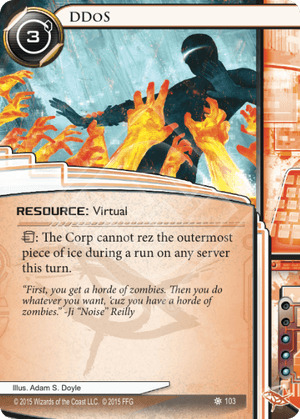 DDoS
3
RESOURCE: Virtual
: The Corp cannot rez the outermost
piece of ice during a run on any server
this turn.
"First, you get a horde of zombies. Then you do
whatever you want, 'cuz you have a horde of
zombies." -Ji "Noise" Reilly
Illus. Adam S. Doyle
© 2015 Wizards of the Coast LLC. © 2015 FFG
103